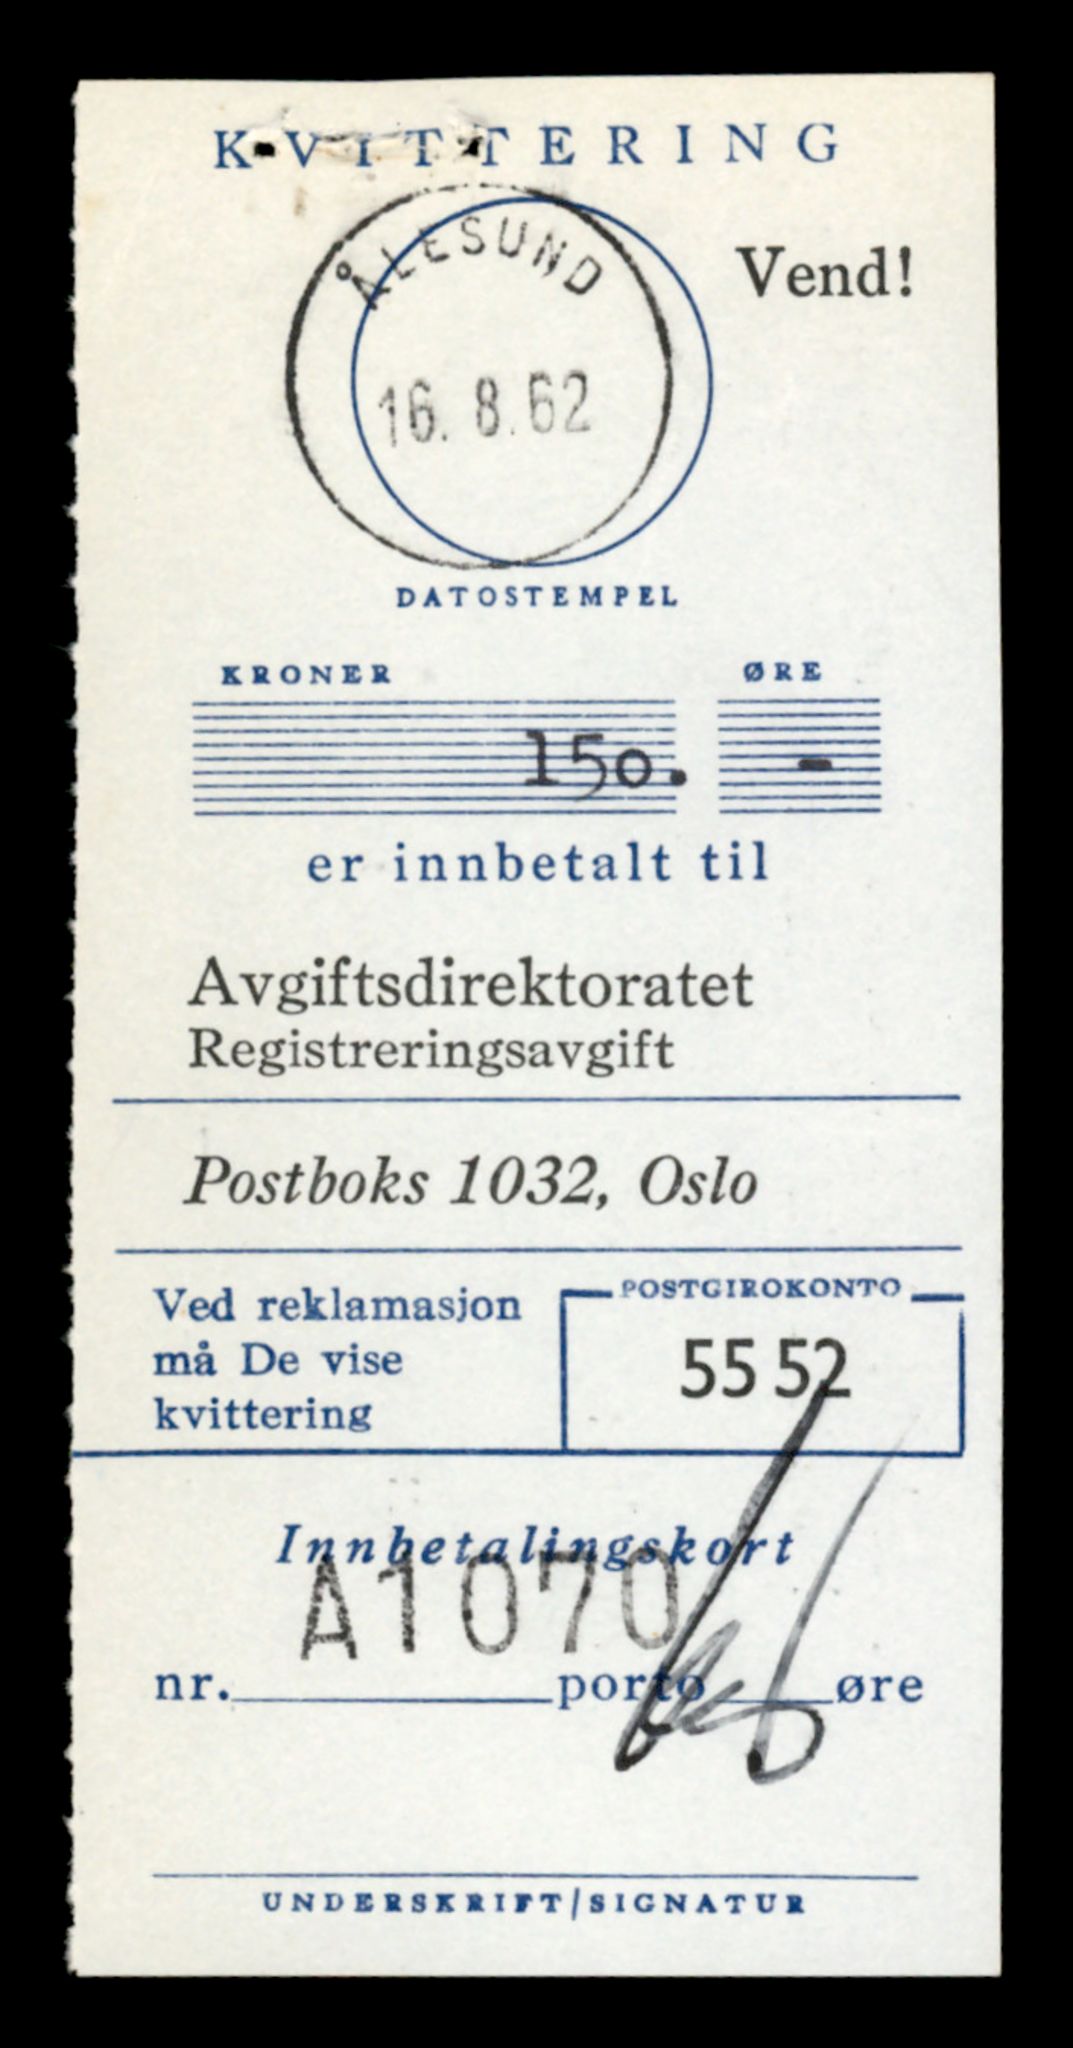 KVITTERING
ÅLESUND
Vend!
16. 8. 62
DATOSTEMPEL
KRONER ØRE
150. -
er innbetalt til
Avgiftsdirektoratet
Registreringsavgift
Postboks 1032, Oslo
Ved reklamasjon
må De vise
kvittering
POSTGIROKONTO
55 52
Innbetalingskort
A1070
nr. porto øre
UNDERSKRIFT/SIGNATUR